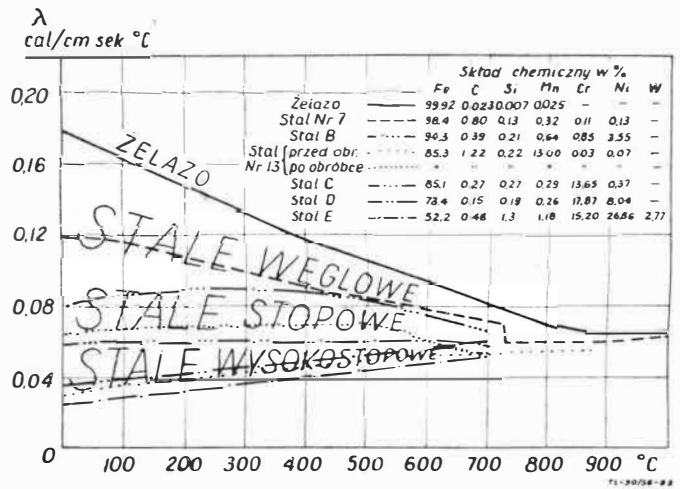 λ
cal/cm sek °C
Skład chemiczny w %
Fe C Si Mn Cr Ni W
Żelazo 99.92 0.023 0.007 0.025 - - -
Stal Nr 7 98.4 0.80 0,13 0.32 0.11 0,13
Stal B 94,3 0.39 0.21 0,64 0,85 3.55
Stal przed obr. 85.3 1.22 0,22 13.00 0.03 0.07
Nr 13 po obróbce " " " " " "
Stal C 85.1 0,27 0,27 0.29 13,65 0,37 -
Stal D 73.4 0.15 0.19 0.26 17,87 8,04 -
Stal E 52.2 0.48 1.3 1.18 15,20 26,86 2,77
0,20
0,16
0,12
0,08
0,04
0
ŻELAZO
STALE WĘGLOWE
STALE STOPOWE
STALE WYSOKOSTOPOWE
100 200 300 400 500 600 700 800 900 °C